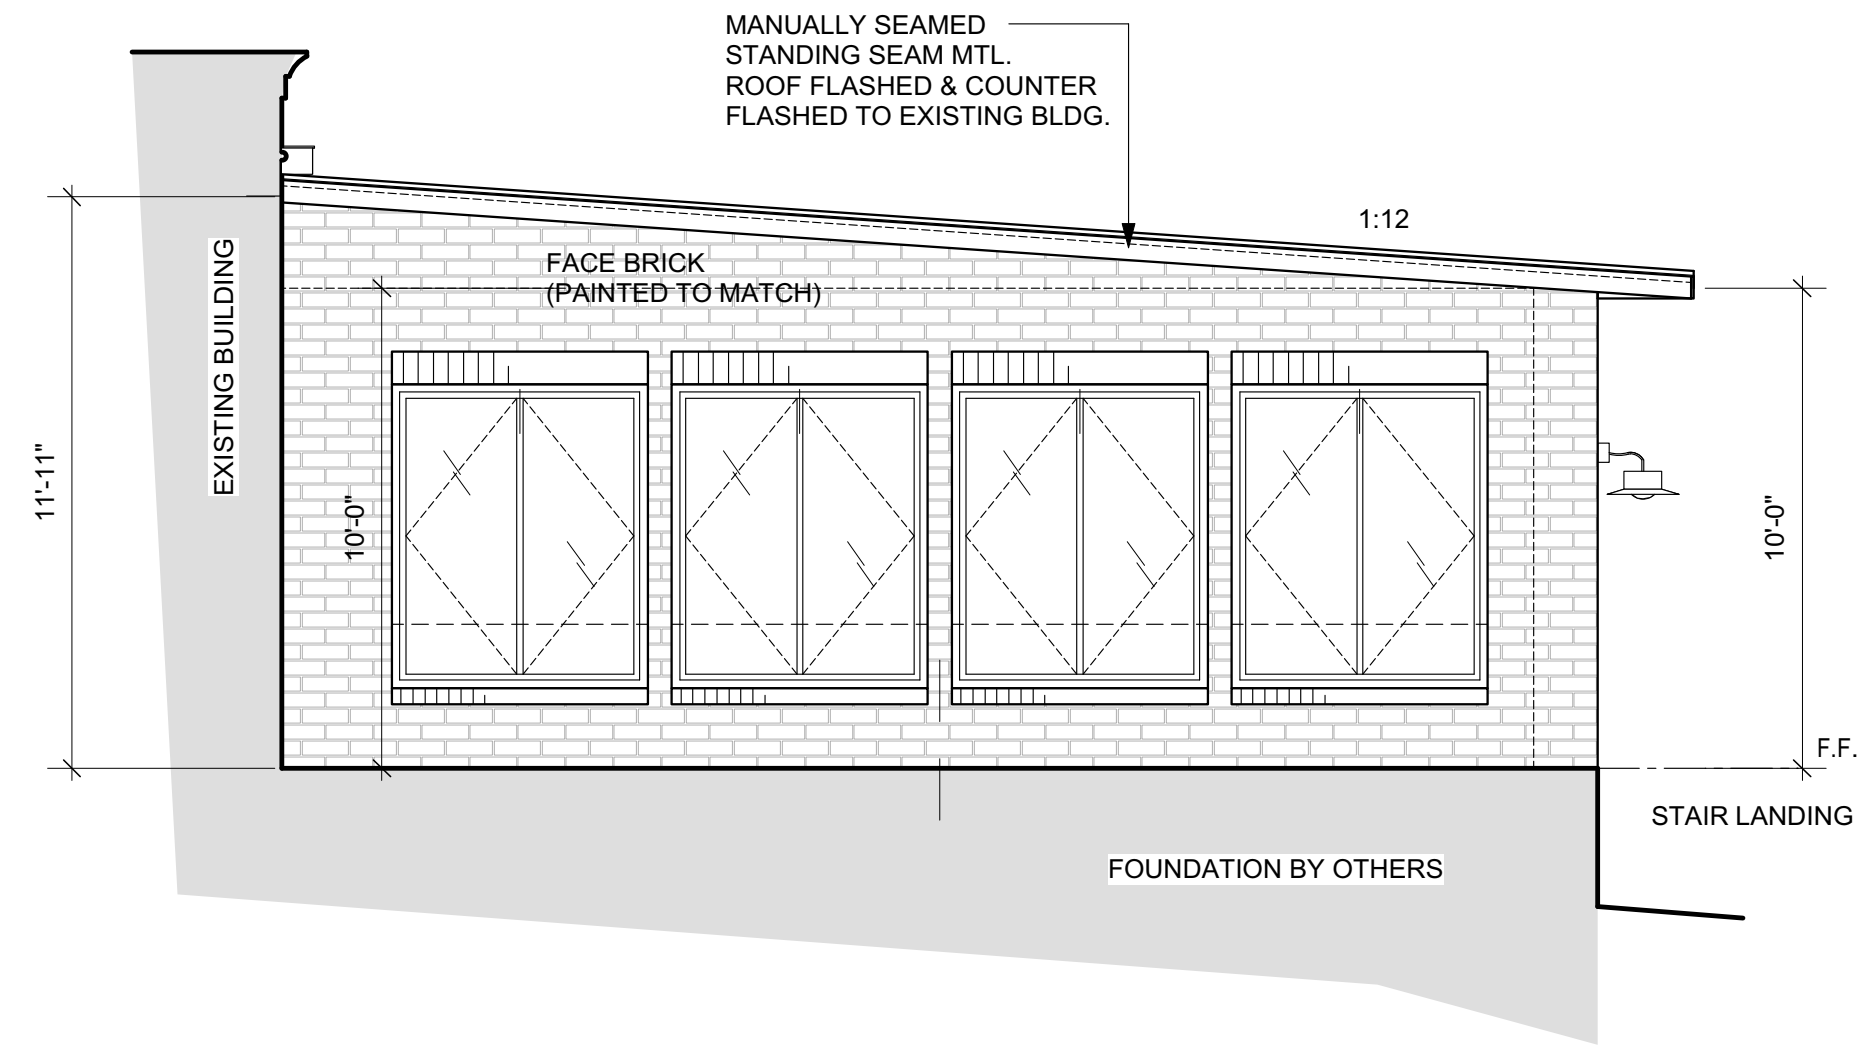 MANUALLY SEAMED
STANDING SEAM MTL.
ROOF FLASHED & COUNTER
FLASHED TO EXISTING BLDG.
1:12
EXISTING BUILDING
FACE BRICK
(PAINTED TO MATCH)
11'-11"
10'-0"
10'-0"
F.F.
STAIR LANDING
FOUNDATION BY OTHERS